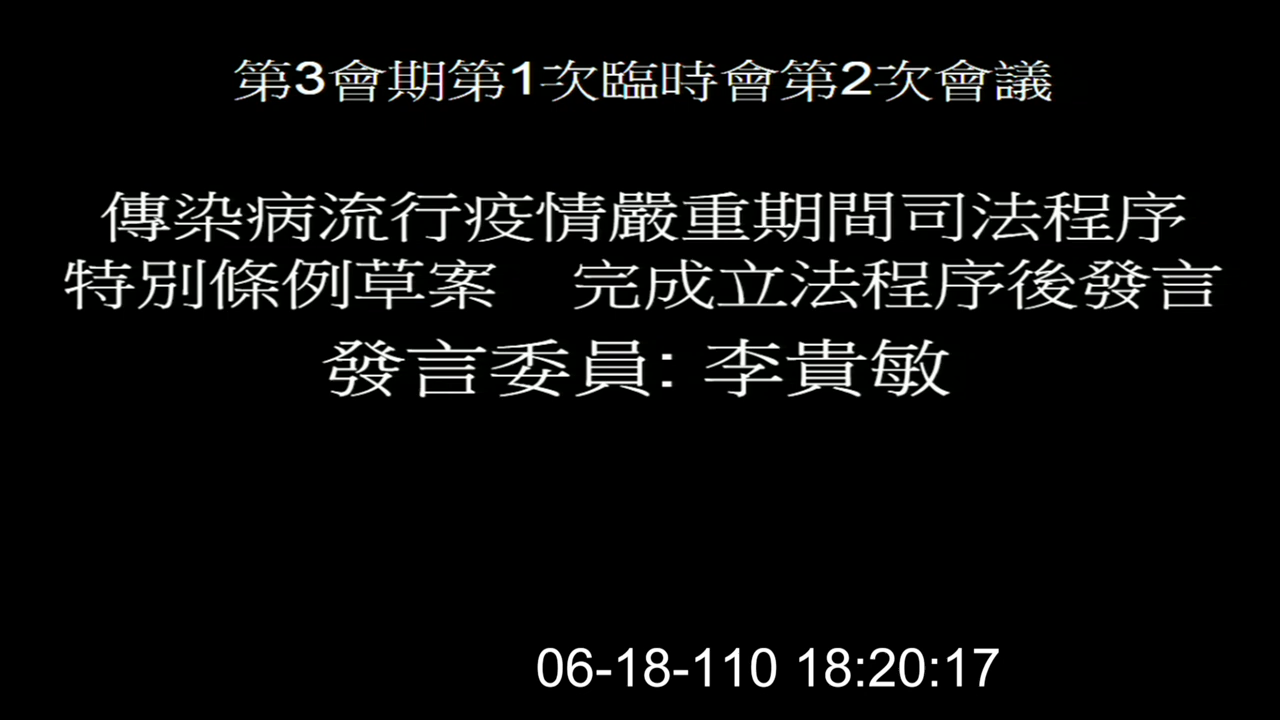 第3會期第1次臨時會第2次會議
傳染病流行疫情嚴重期間司法程序
特別條例草案　完成立法程序後發言
發言委員: 李貴敏
06-18-110 18:20:17